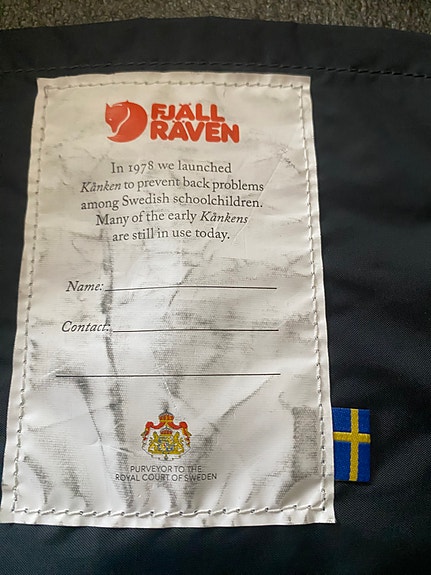 FJÄLL
RÄVEN
In 1978 we launched
Kånken to prevent back problems
among Swedish schoolchildren.
Many of the early Kånkens
are still in use today.
Name:
Contact:
PURVEYOR TO THE
ROYAL COURT OF SWEDEN